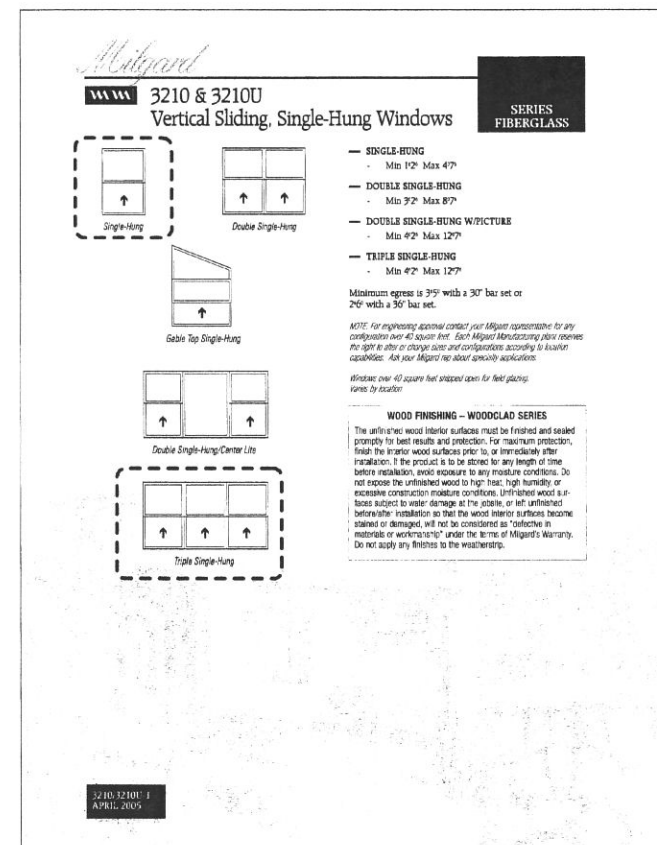 Milgard
3210 & 3210U
Vertical Sliding, Single-Hung Windows
SERIES
FIBERGLASS
Single-Hung
Double Single-Hung
Gable Top Single-Hung
Double Single-Hung/Center Lite
Triple Single-Hung
— SINGLE-HUNG
- Min 1'2" Max 4'7"
— DOUBLE SINGLE-HUNG
- Min 3'2" Max 8'7"
— DOUBLE SINGLE-HUNG W/PICTURE
- Min 4'2" Max 12'7"
— TRIPLE SINGLE-HUNG
- Min 4'2" Max 12'7"
Minimum egress is 3'5" with a 30" bar set or
2'6" with a 36" bar set.
NOTE: For engineering approval contact your Milgard representative for any
configuration over 40 square feet. Each Milgard Manufacturing plant reserves
the right to alter or change sizes and configurations according to location
capabilities. Ask your Milgard rep about specialty applications.
Windows over 40 square feet shipped open for field glazing.
Varies by location
WOOD FINISHING – WOODCLAD SERIES
The unfinished wood interior surfaces must be finished and sealed
promptly for best results and protection. For maximum protection,
finish the interior wood surfaces prior to, or immediately after
installation. If the product is to be stored for any length of time
before installation, avoid exposure to any moisture conditions. Do
not expose the unfinished wood to high heat, high humidity, or
excessive construction moisture conditions. Unfinished wood sur-
faces subject to water damage at the jobsite, or left unfinished
before/after installation so that the wood interior surfaces become
stained or damaged, will not be considered as "defective in
materials or workmanship" under the terms of Milgard's Warranty.
Do not apply any finishes to the weatherstrip.
3210/3210U-1
APRIL 2005